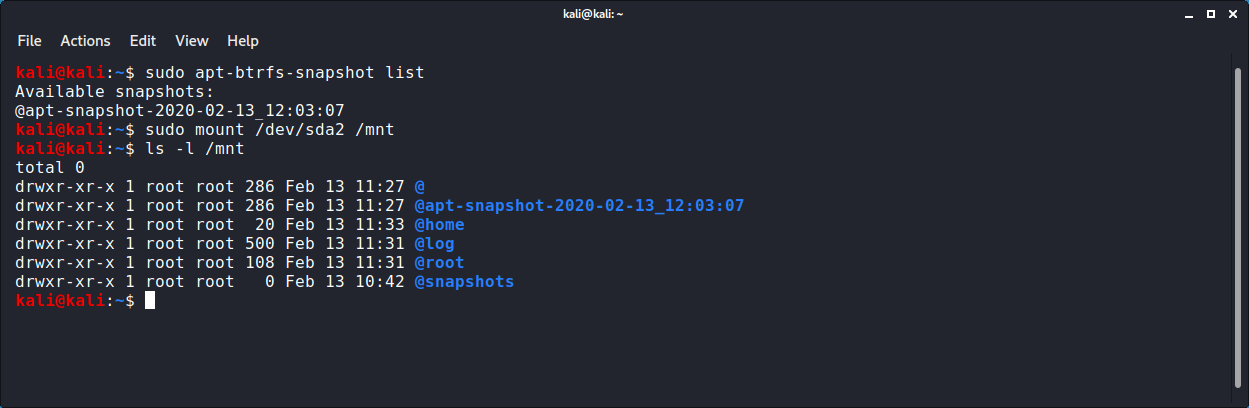 kali@kali: ~
File Actions Edit View Help
kali@kali:~$ sudo apt-btrfs-snapshot list
Available snapshots:
@apt-snapshot-2020-02-13_12:03:07
kali@kali:~$ sudo mount /dev/sda2 /mnt
kali@kali:~$ ls -l /mnt
total 0
drwxr-xr-x 1 root root 286 Feb 13 11:27 @
drwxr-xr-x 1 root root 286 Feb 13 11:27 @apt-snapshot-2020-02-13_12:03:07
drwxr-xr-x 1 root root  20 Feb 13 11:33 @home
drwxr-xr-x 1 root root 500 Feb 13 11:31 @log
drwxr-xr-x 1 root root 108 Feb 13 11:31 @root
drwxr-xr-x 1 root root   0 Feb 13 10:42 @snapshots
kali@kali:~$